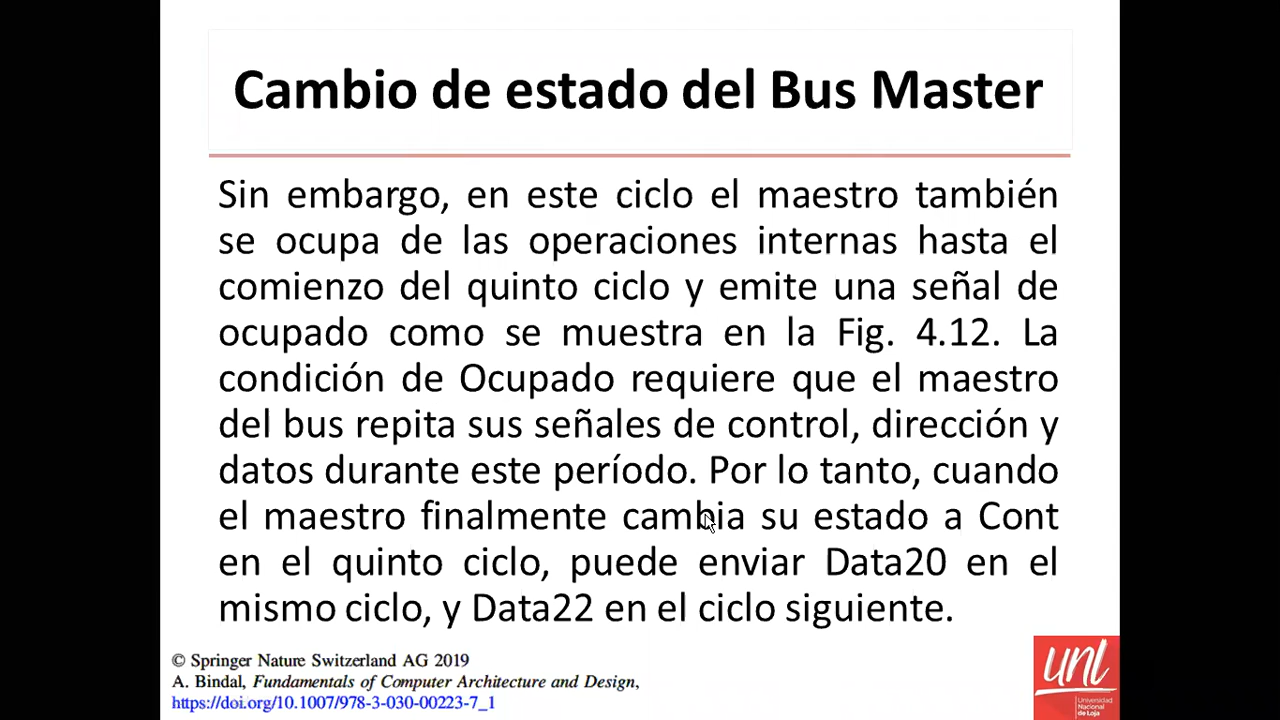 Cambio de estado del Bus Master
Sin embargo, en este ciclo el maestro también
se ocupa de las operaciones internas hasta el
comienzo del quinto ciclo y emite una señal de
ocupado como se muestra en la Fig. 4.12. La
condición de Ocupado requiere que el maestro
del bus repita sus señales de control, dirección y
datos durante este período. Por lo tanto, cuando
el maestro finalmente cambia su estado a Cont
en el quinto ciclo, puede enviar Data20 en el
mismo ciclo, y Data22 en el ciclo siguiente.
© Springer Nature Switzerland AG 2019
A. Bindal, Fundamentals of Computer Architecture and Design,
https://doi.org/10.1007/978-3-030-00223-7_1
unl
Universidad
Nacional
de Loja